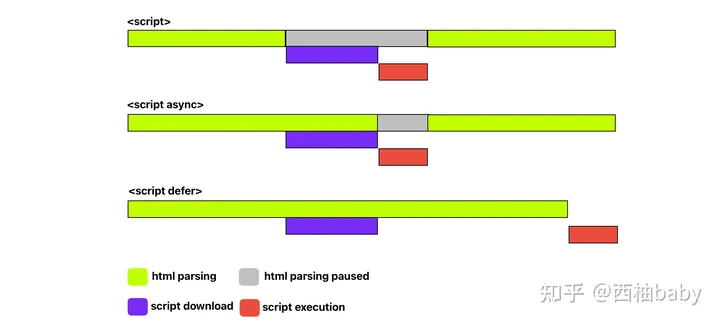 <script>
<script async>
<script defer>
html parsing html parsing paused
script download script execution
知乎 @西柚baby